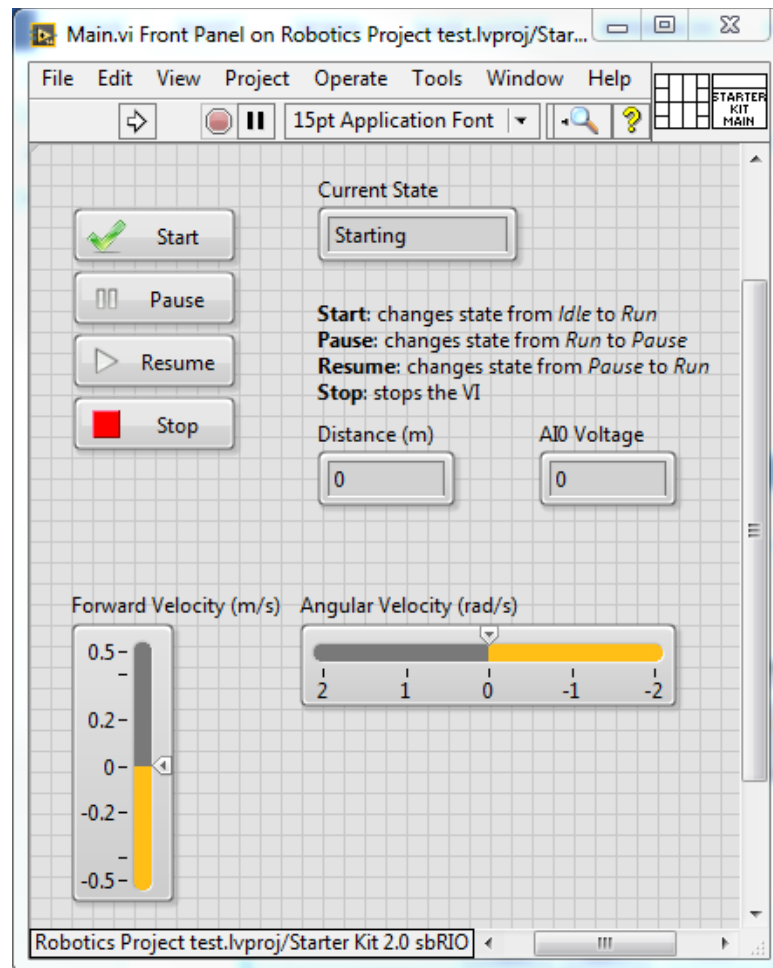 Main.vi Front Panel on Robotics Project test.lvproj/Star...
File Edit View Project Operate Tools Window Help
15pt Application Font
STARTER
KIT
MAIN
Current State
Starting
Start
Pause
Resume
Stop
Start: changes state from Idle to Run
Pause: changes state from Run to Pause
Resume: changes state from Pause to Run
Stop: stops the VI
Distance (m) AI0 Voltage
0 0
Forward Velocity (m/s) Angular Velocity (rad/s)
0.5
0.2
0
-0.2
-0.5
2 1 0 -1 -2
Robotics Project test.lvproj/Starter Kit 2.0 sbRIO